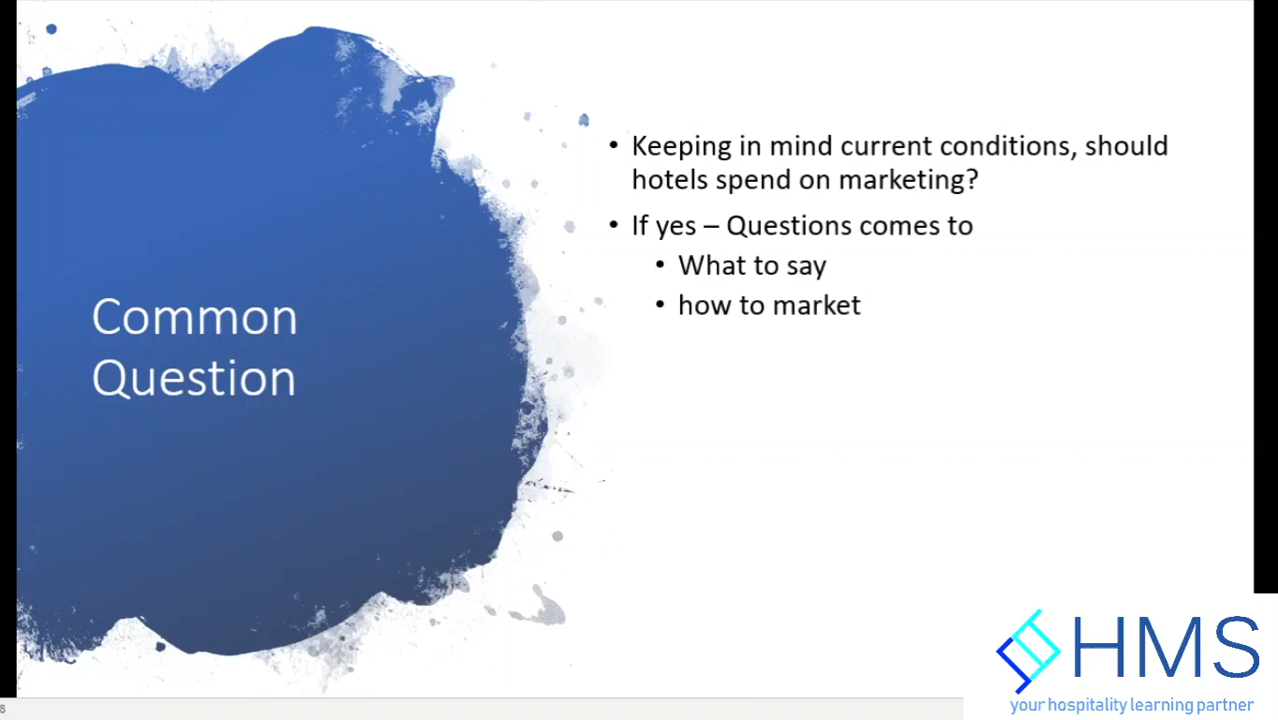 Common
Question
• Keeping in mind current conditions, should
hotels spend on marketing?
• If yes – Questions comes to
• What to say
• how to market
8
HMS
your hospitality learning partner